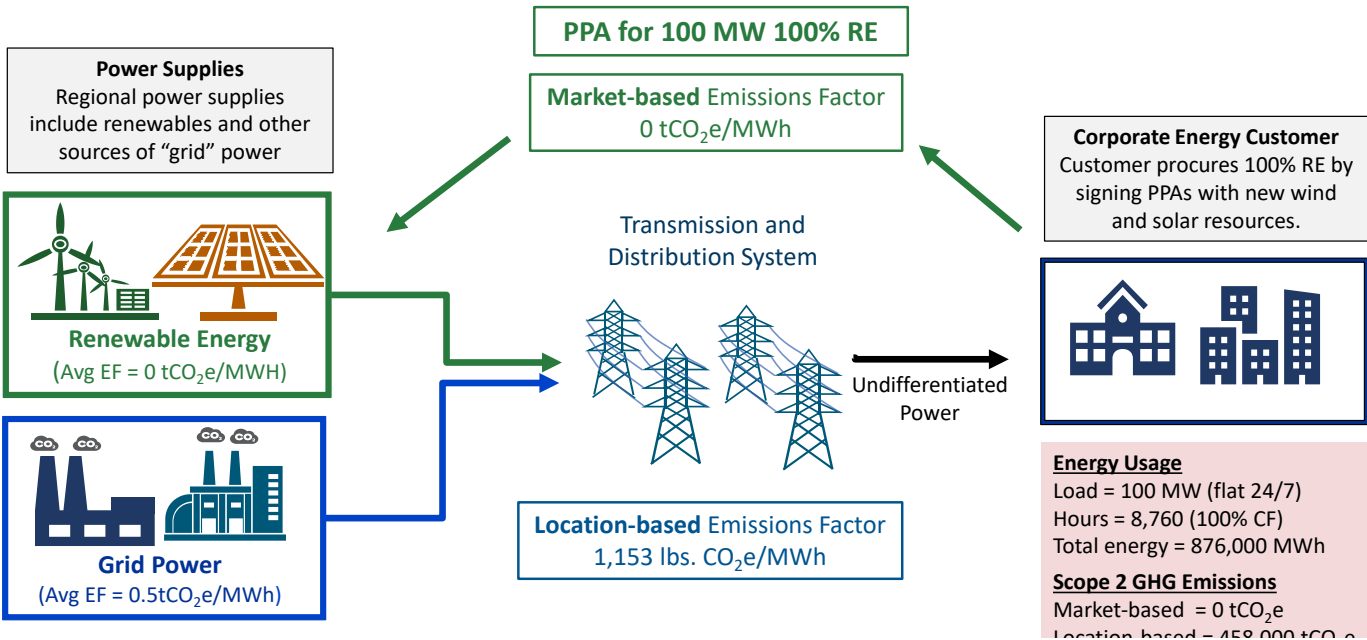 PPA for 100 MW 100% RE
Market-based Emissions Factor
0 tCO₂e/MWh
Power Supplies
Regional power supplies
include renewables and other
sources of “grid” power
Corporate Energy Customer
Customer procures 100% RE by
signing PPAs with new wind
and solar resources.
Renewable Energy
(Avg EF = 0 tCO₂e/MWH)
Transmission and
Distribution System
Undifferentiated
Power
CO₂ CO₂
CO₂ CO₂
Grid Power
(Avg EF = 0.5tCO₂e/MWh)
Location-based Emissions Factor
1,153 lbs. CO₂e/MWh
Energy Usage
Load = 100 MW (flat 24/7)
Hours = 8,760 (100% CF)
Total energy = 876,000 MWh
Scope 2 GHG Emissions
Market-based = 0 tCO₂e
Location-based = 458,000 tCO₂e